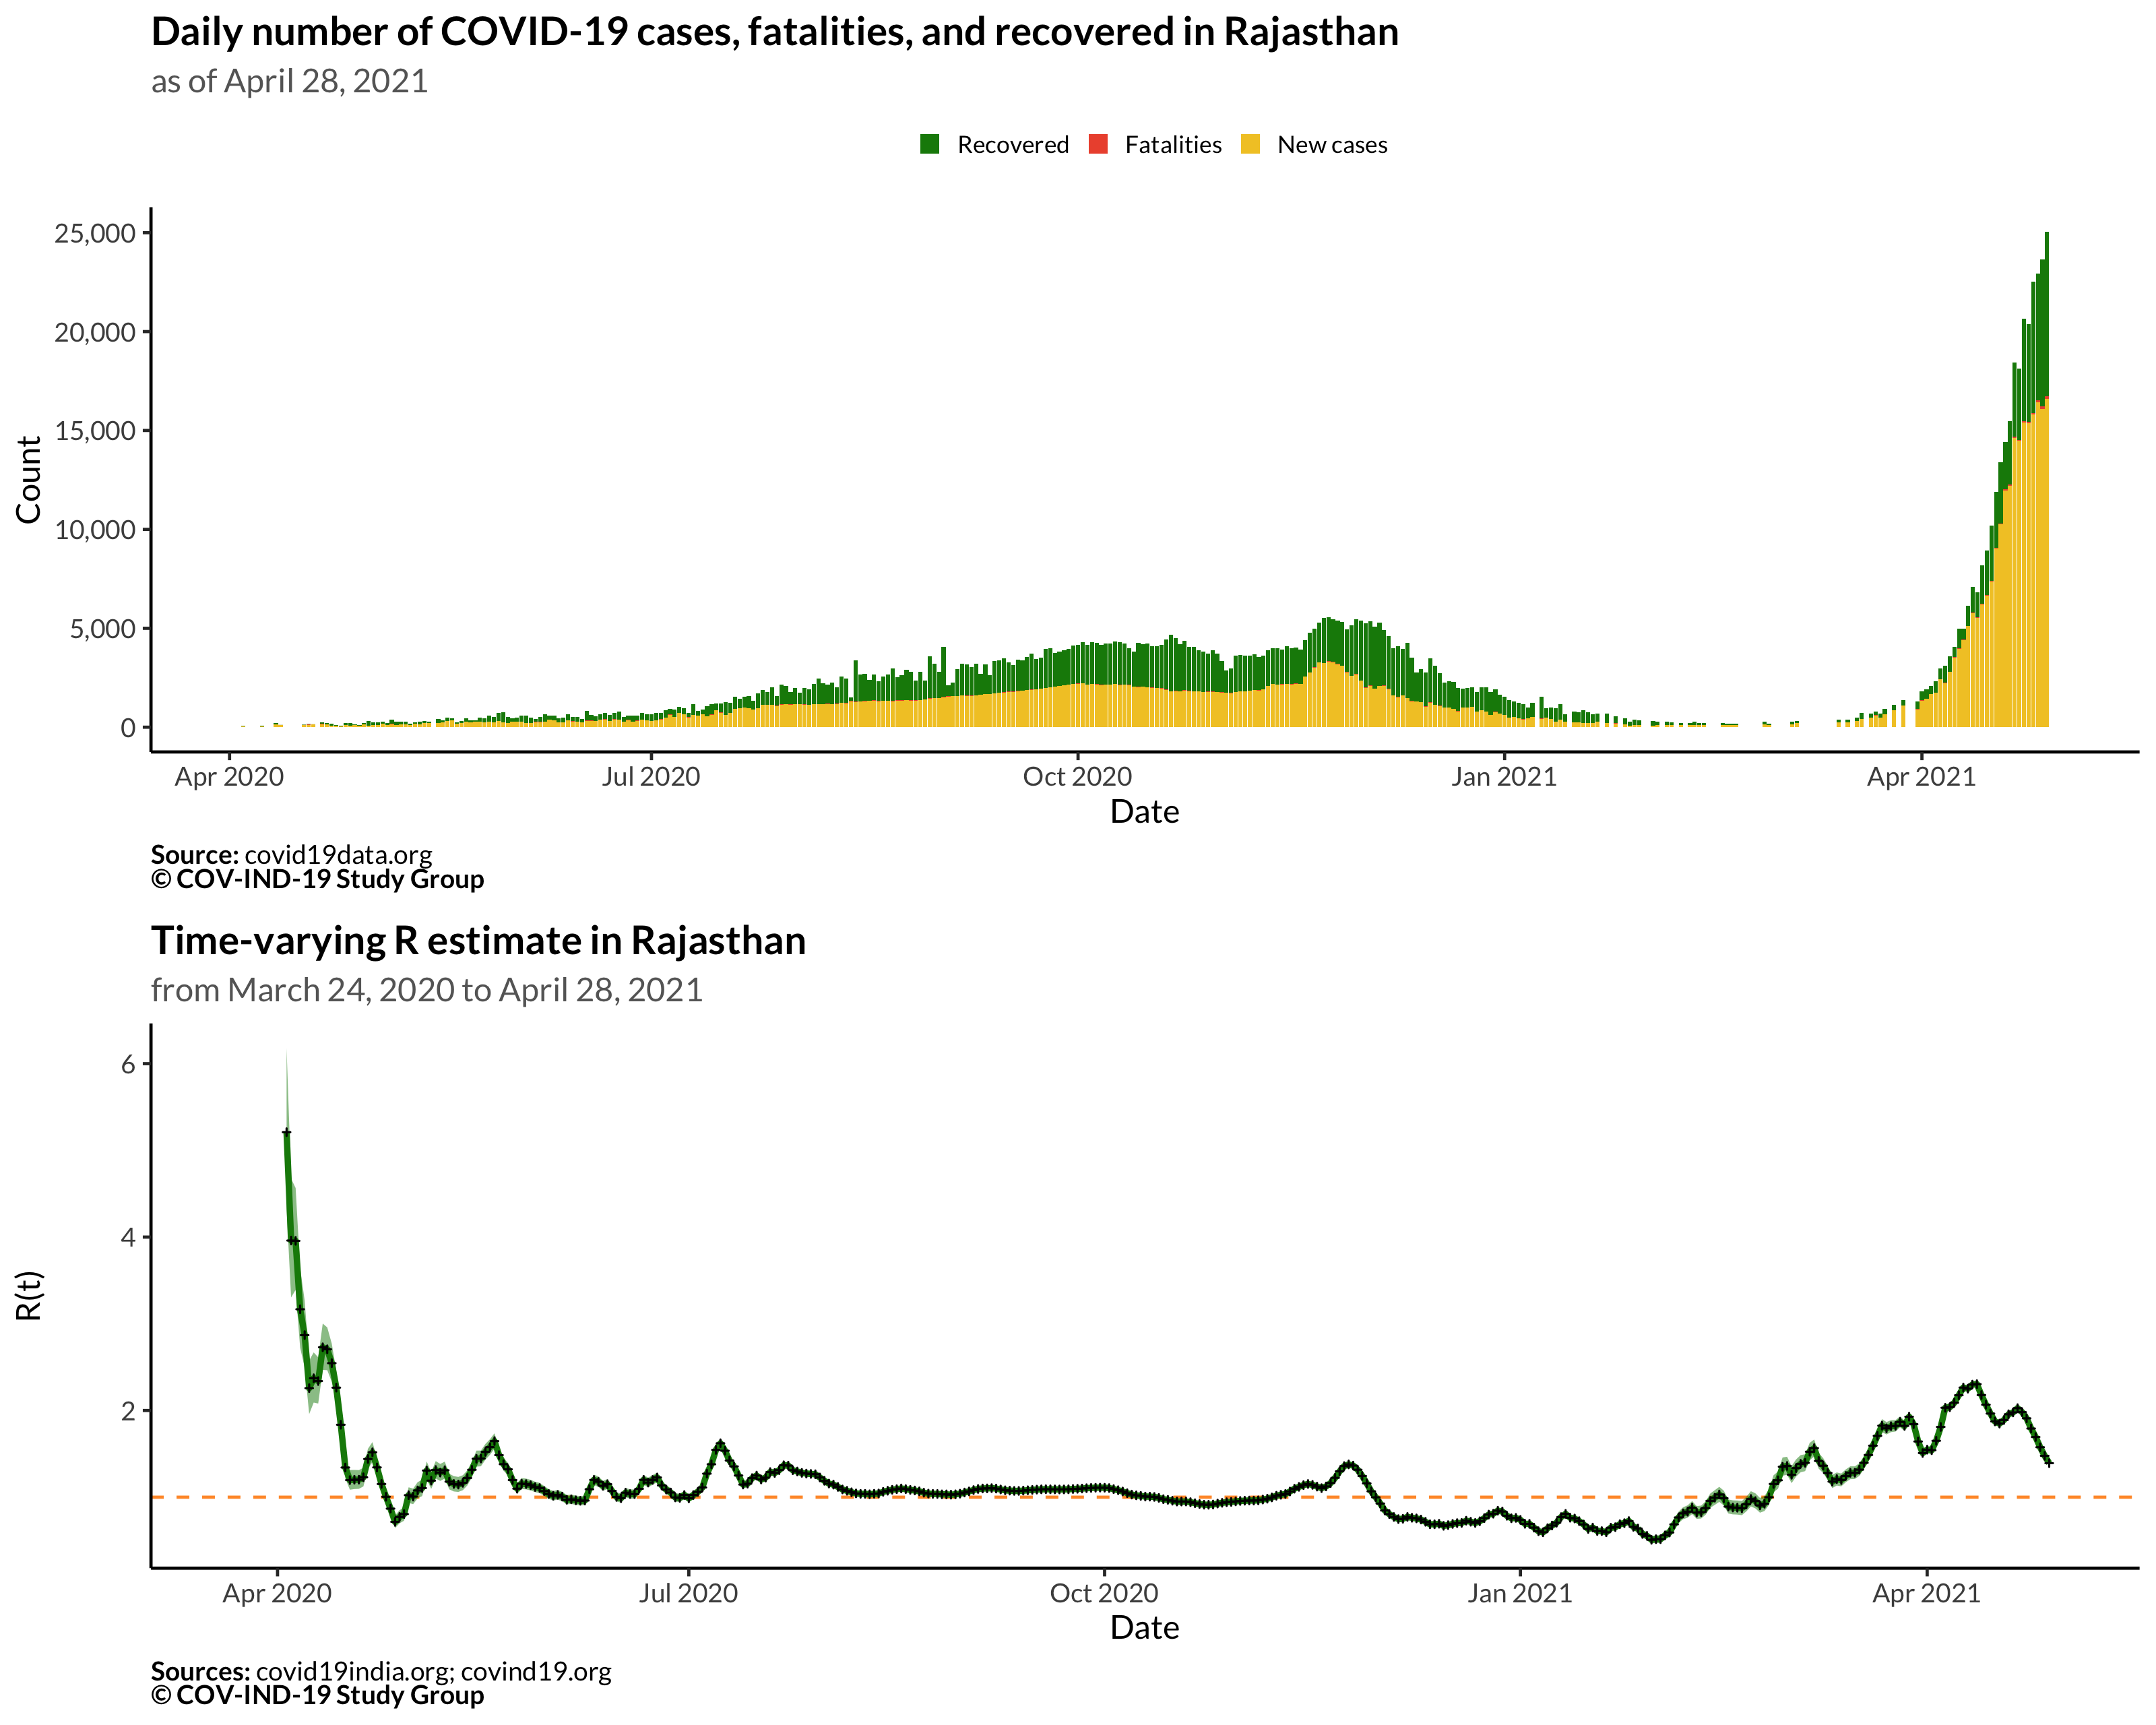 Daily number of COVID-19 cases, fatalities, and recovered in Rajasthan
as of April 28, 2021
Recovered Fatalities New cases
25,000
20,000
15,000
10,000
5,000
0
Count
Apr 2020 Jul 2020 Oct 2020 Jan 2021 Apr 2021
Date
Source: covid19data.org
© COV-IND-19 Study Group
Time-varying R estimate in Rajasthan
from March 24, 2020 to April 28, 2021
6
4
2
R(t)
Apr 2020 Jul 2020 Oct 2020 Jan 2021 Apr 2021
Date
Sources: covid19india.org; covind19.org
© COV-IND-19 Study Group